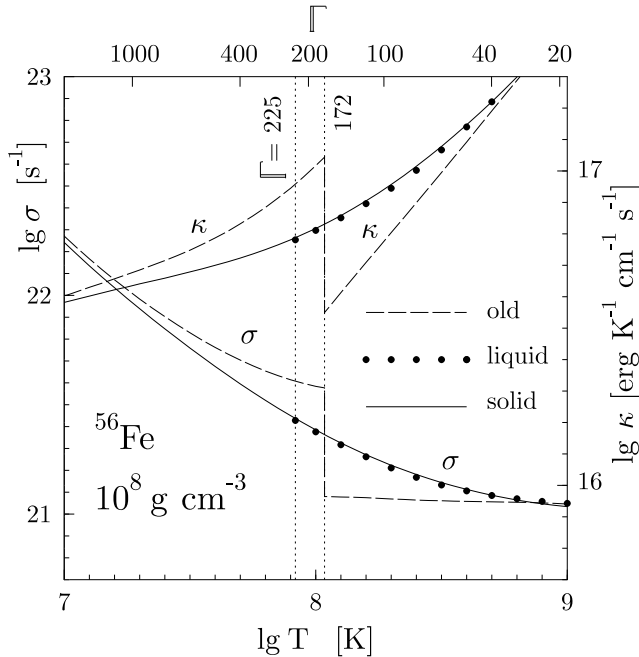 Γ
1000 400 200 100 40 20
23
22
21
lg σ [s⁻¹]
Γ = 225
172
κ
κ
σ
σ
old
liquid
solid
⁵⁶Fe
10⁸ g cm⁻³
17
16
lg κ [erg K⁻¹ cm⁻¹ s⁻¹]
7 8 9
lg T [K]